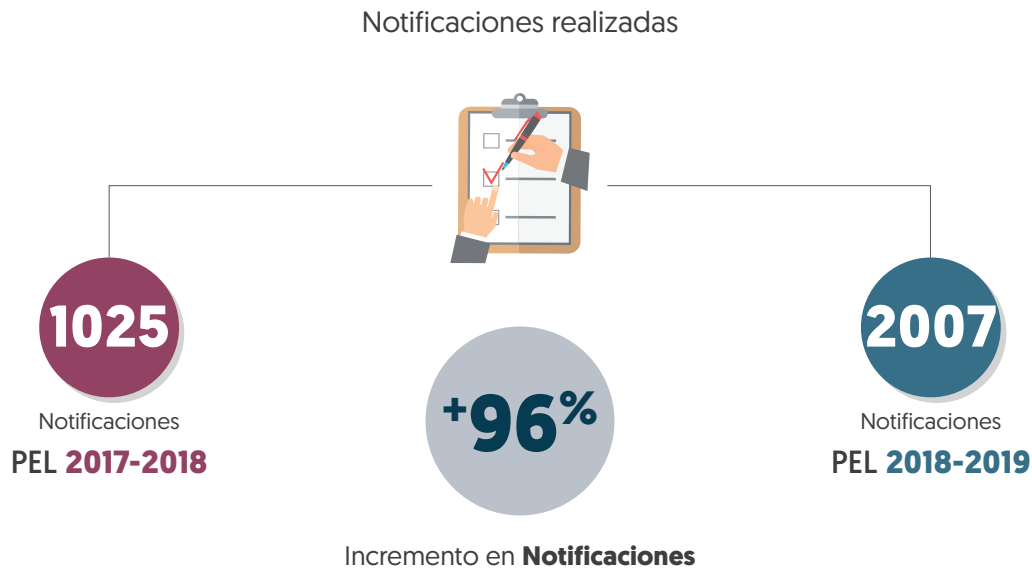 Notificaciones realizadas
1025
Notificaciones
PEL 2017-2018
+96%
Incremento en Notificaciones
2007
Notificaciones
PEL 2018-2019